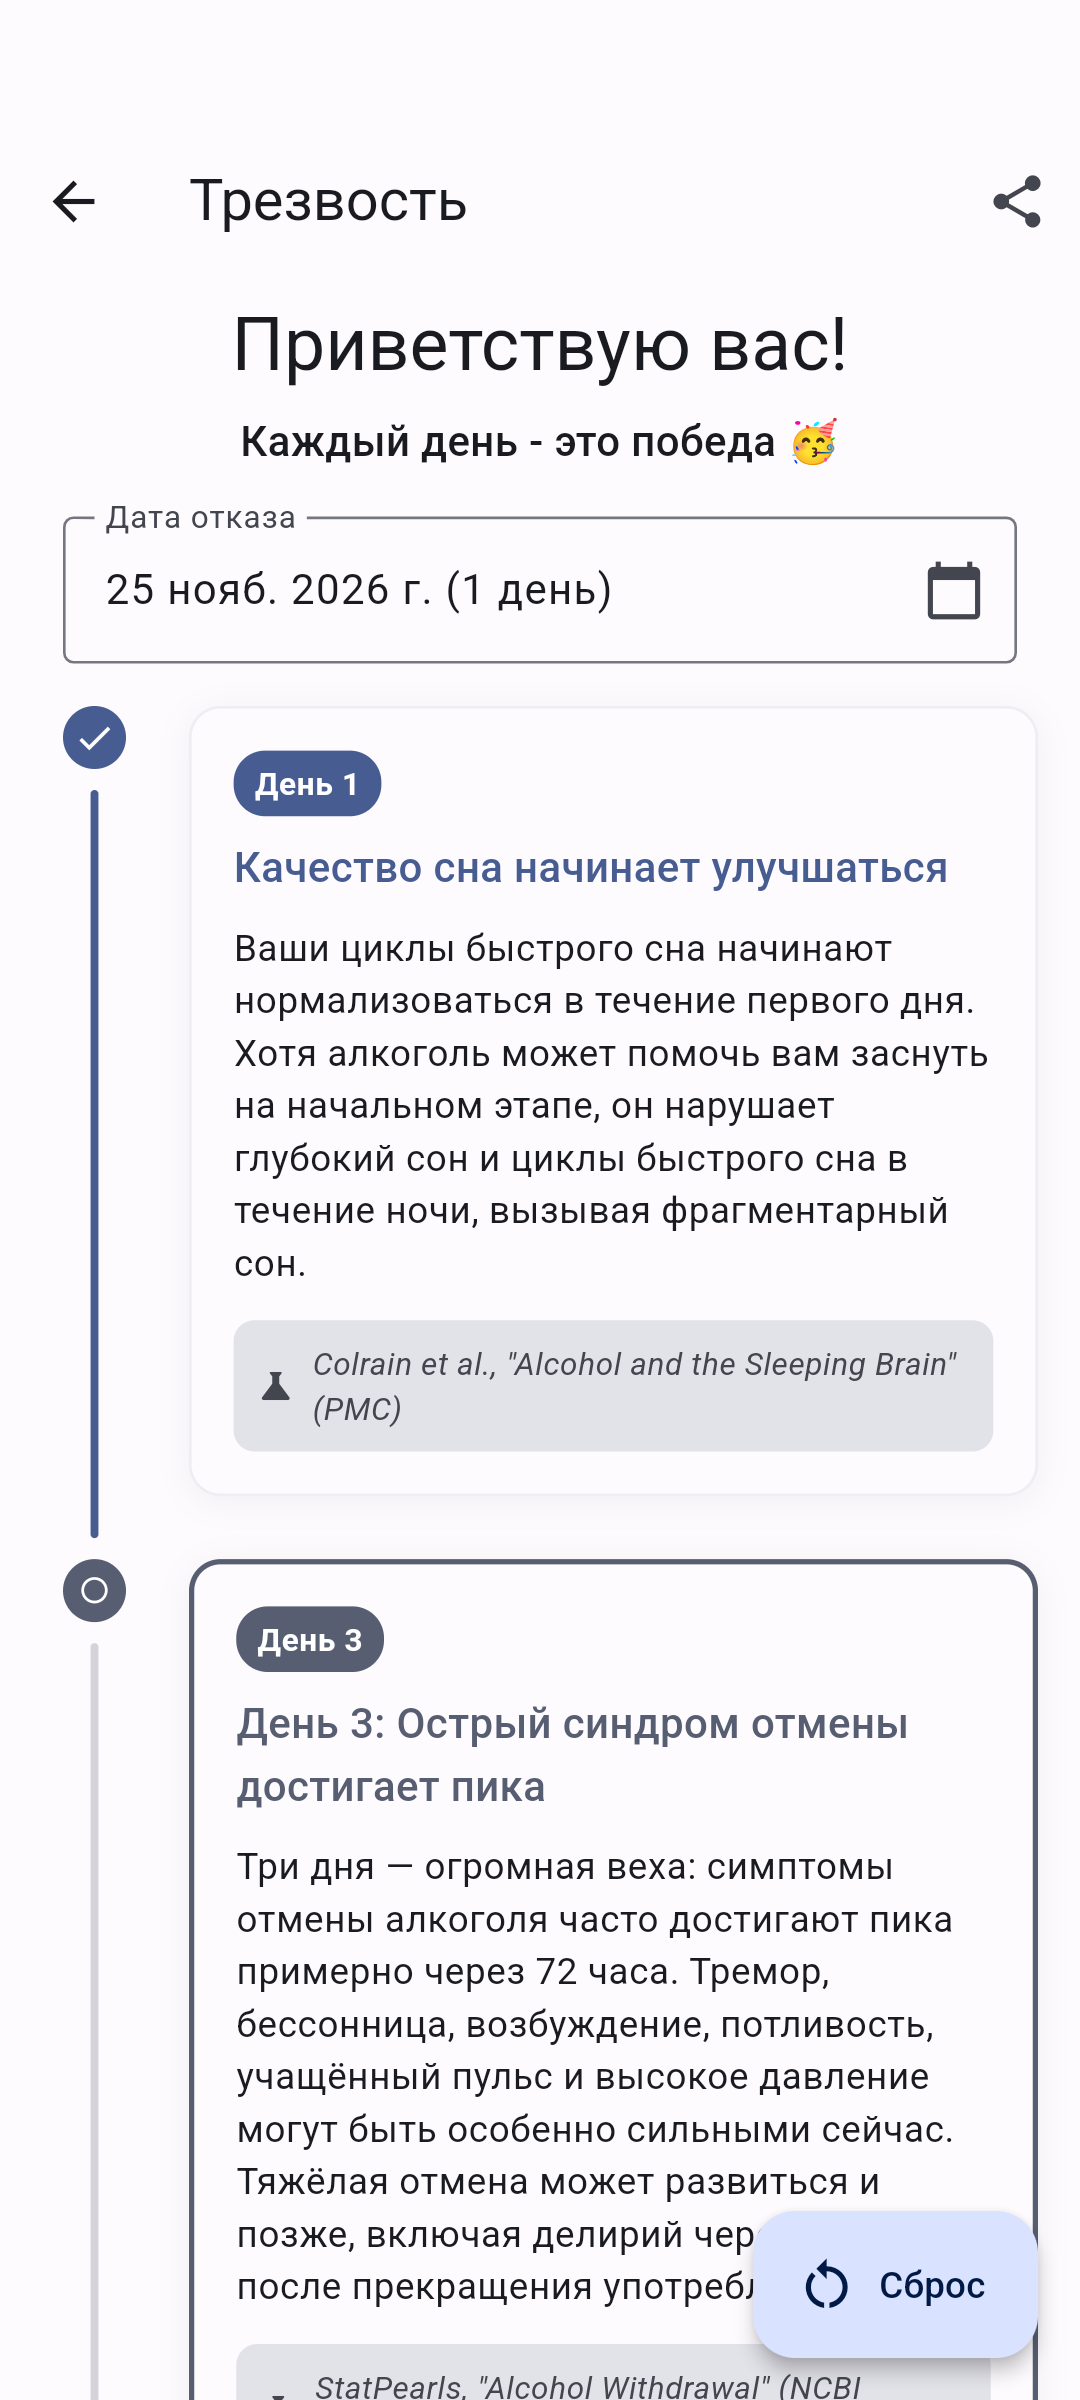 Трезвость
Приветствую вас!
Каждый день - это победа 🥳
Дата отказа
25 нояб. 2026 г. (1 день)
День 1
Качество сна начинает улучшаться
Ваши циклы быстрого сна начинают
нормализоваться в течение первого дня.
Хотя алкоголь может помочь вам заснуть
на начальном этапе, он нарушает
глубокий сон и циклы быстрого сна в
течение ночи, вызывая фрагментарный
сон.
Colrain et al., "Alcohol and the Sleeping Brain"
(PMC)
День 3
День 3: Острый синдром отмены
достигает пика
Три дня — огромная веха: симптомы
отмены алкоголя часто достигают пика
примерно через 72 часа. Тремор,
бессонница, возбуждение, потливость,
учащённый пульс и высокое давление
могут быть особенно сильными сейчас.
Тяжёлая отмена может развиться и
позже, включая делирий
после прекращения
Сброс
StatPearls, "Alcohol Withdrawal" (NCBI